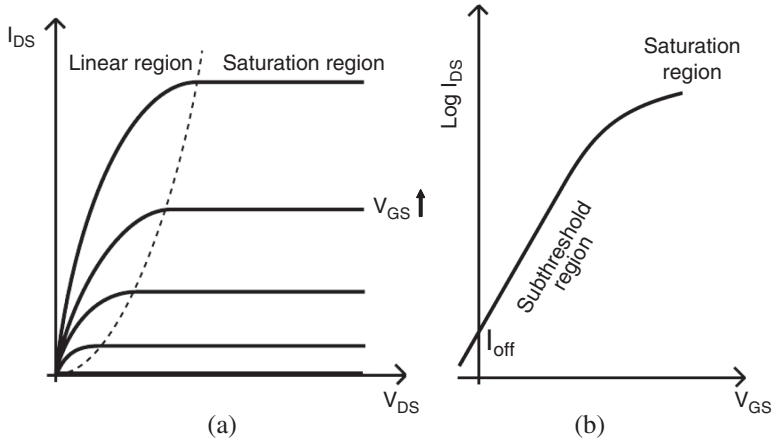 I_DS
Linear region
Saturation region
V_GS
V_DS
(a)
Log I_DS
Saturation
region
Subthreshold
region
I_off
V_GS
(b)